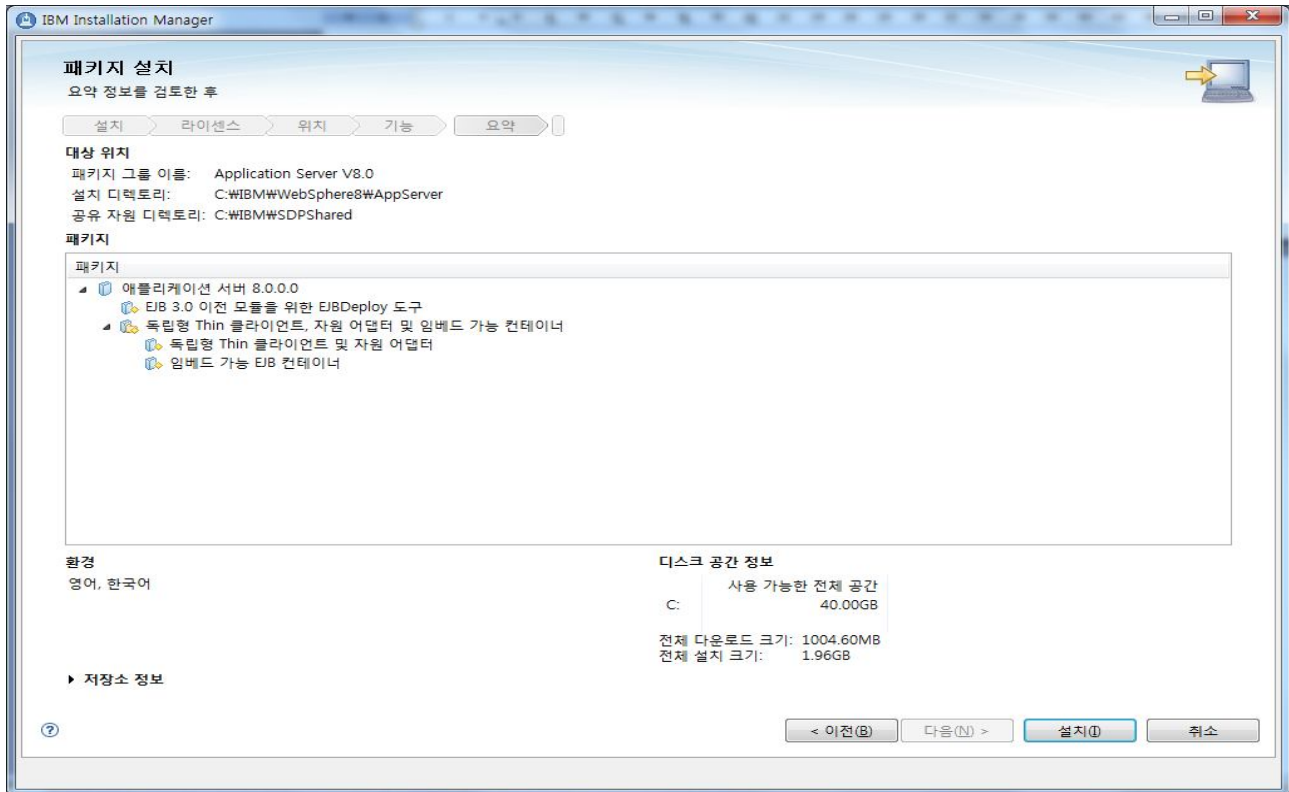 IBM Installation Manager
패키지 설치
요약 정보를 검토한 후
설치 라이센스 위치 기능 요약
대상 위치
패키지 그룹 이름: Application Server V8.0
설치 디렉토리: C:₩IBM₩WebSphere8₩AppServer
공유 자원 디렉토리: C:₩IBM₩SDPShared
패키지
패키지
애플리케이션 서버 8.0.0.0
EJB 3.0 이전 모듈을 위한 EJBDeploy 도구
독립형 Thin 클라이언트, 자원 어댑터 및 임베드 가능 컨테이너
독립형 Thin 클라이언트 및 자원 어댑터
임베드 가능 EJB 컨테이너
환경
영어, 한국어
디스크 공간 정보
사용 가능한 전체 공간
C: 40.00GB
전체 다운로드 크기: 1004.60MB
전체 설치 크기: 1.96GB
저장소 정보
< 이전(B) 다음(N) > 설치(I) 취소